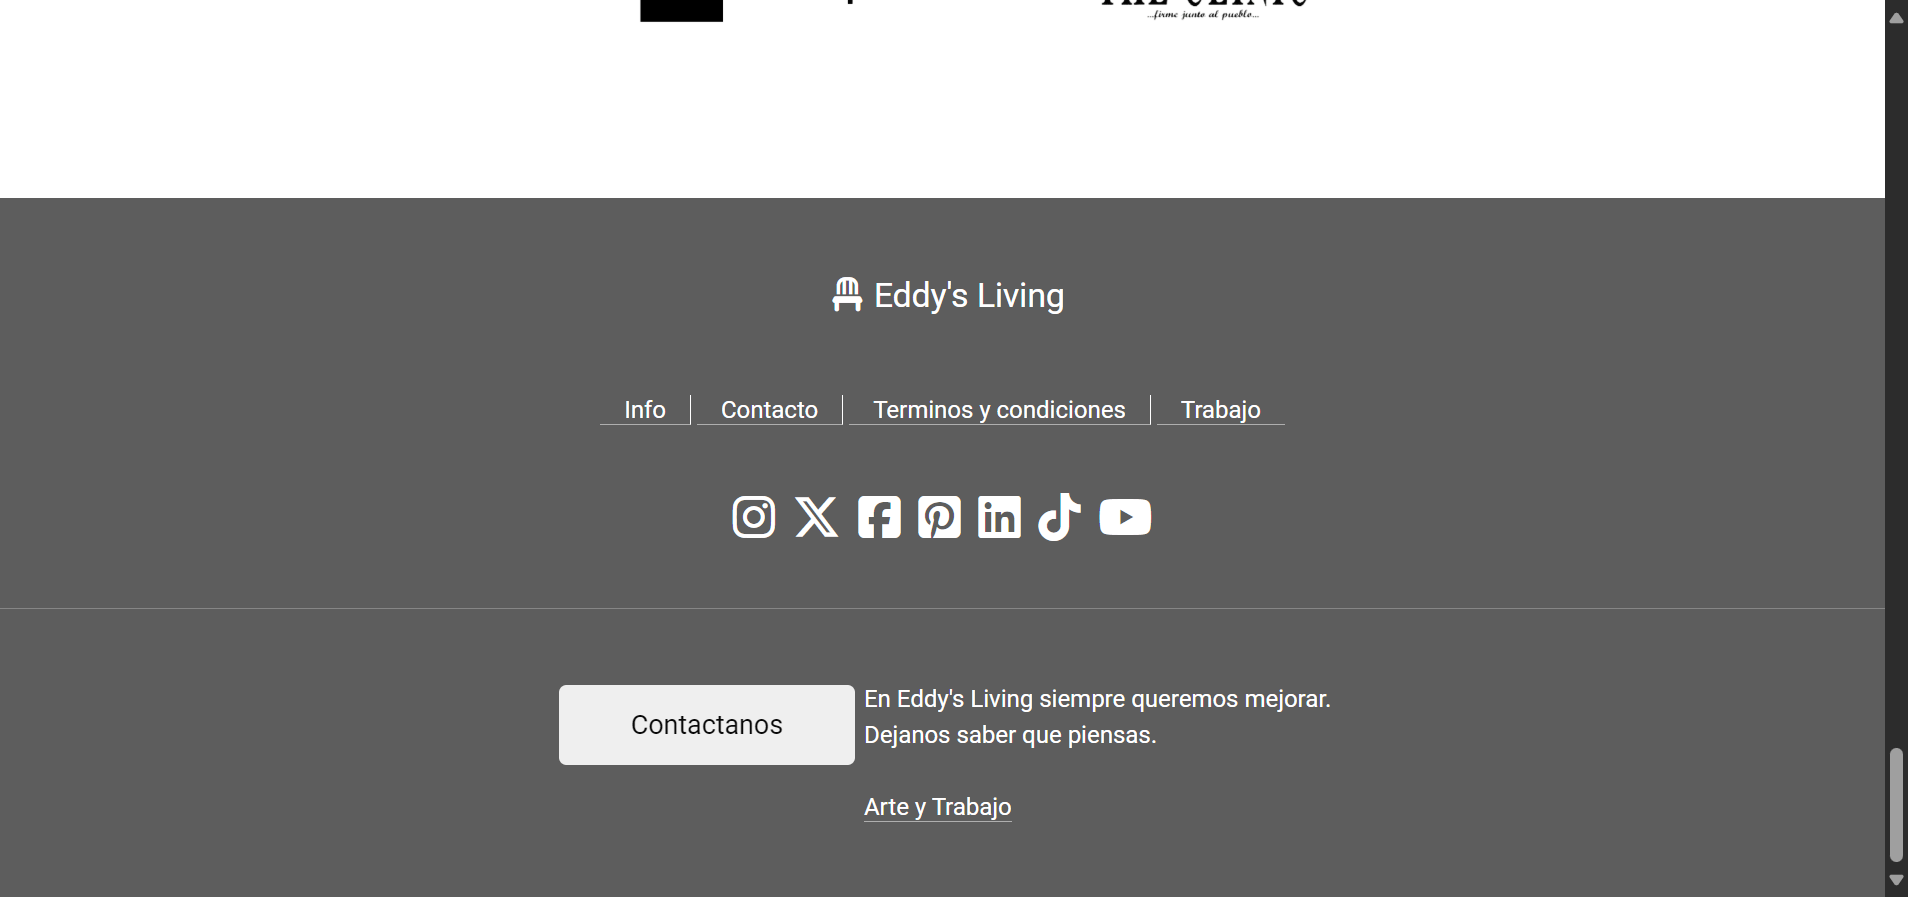 ...firme junto al pueblo...
Eddy's Living
Info
Contacto
Terminos y condiciones
Trabajo
Contactanos
En Eddy's Living siempre queremos mejorar.
Dejanos saber que piensas.
Arte y Trabajo